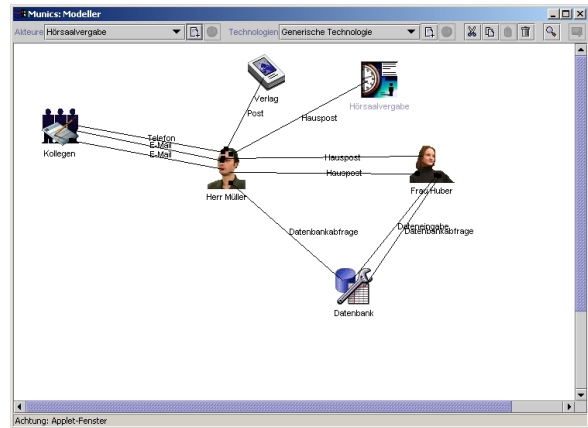 Munics: Modeller
Akteure Hörsaalvergabe Technologien Generische Technologie
Verlag
Hörsaalvergabe
Post
Hauspost
Telefon
E-Mail
E-Mail
Kollegen
Hauspost
Hauspost
Herr Müller
Frau Huber
Datenbankabfrage
Dateneingabe
Datenbankabfrage
Datenbank
Achtung: Applet-Fenster